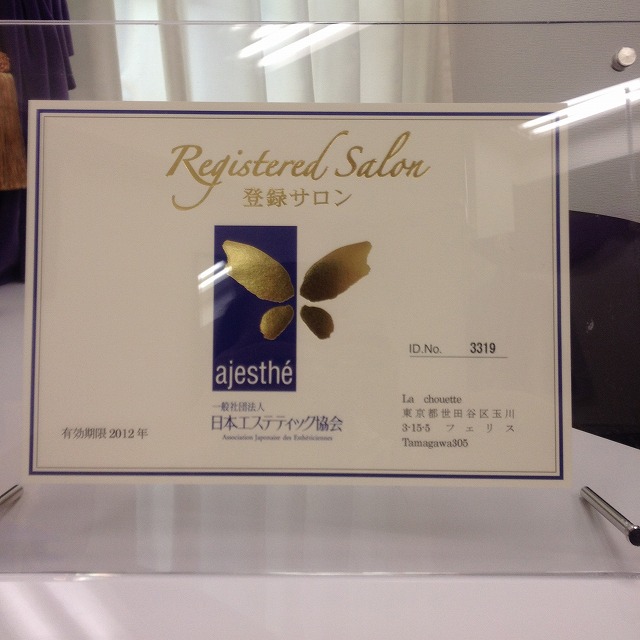 Registered Salon
登録サロン
ajesthé
ID.No. 3319
一般社団法人
日本エステティック協会
Association Japonaise des Esthéticiennes
有効期限 2012 年
La chouette
東京都世田谷区玉川
3-15-5 フェリス
Tamagawa305